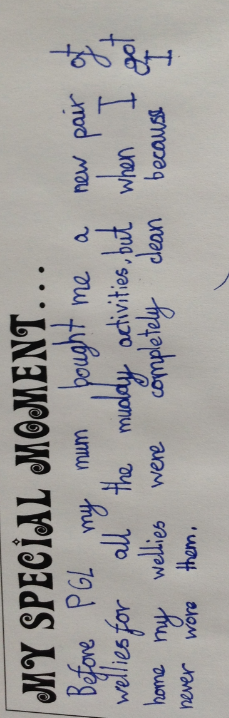 MY SPECIAL MOMENT...
Before PGL my mum bought me a new pair of
wellies for all the muddy activities, but when I got
home my wellies were completely clean because I
never wore them.